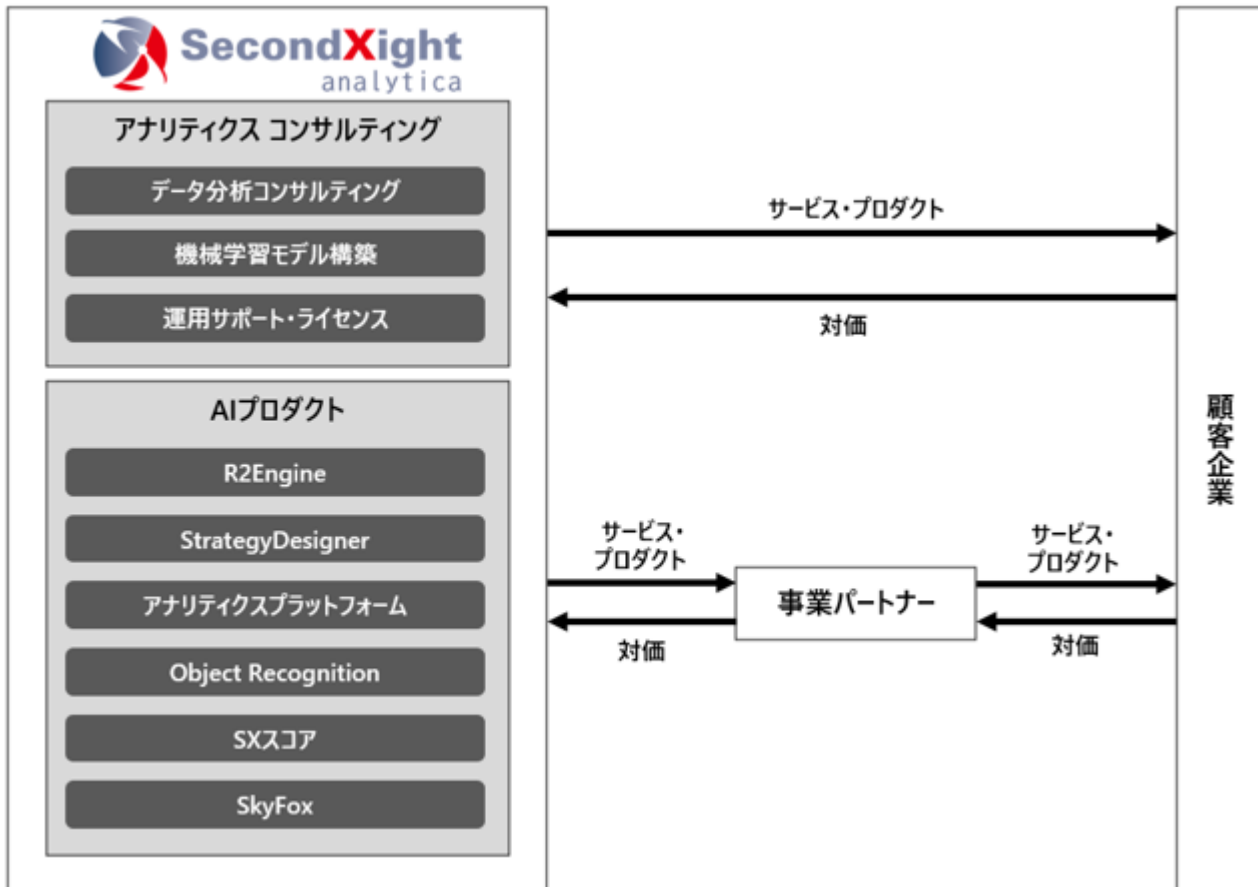 SecondXight
analytica
アナリティクス コンサルティング
データ分析コンサルティング
機械学習モデル構築
運用サポート・ライセンス
AIプロダクト
R2Engine
StrategyDesigner
アナリティクスプラットフォーム
Object Recognition
SXスコア
SkyFox
サービス・プロダクト
対価
サービス・
プロダクト
対価
事業パートナー
サービス・
プロダクト
対価
顧客企業